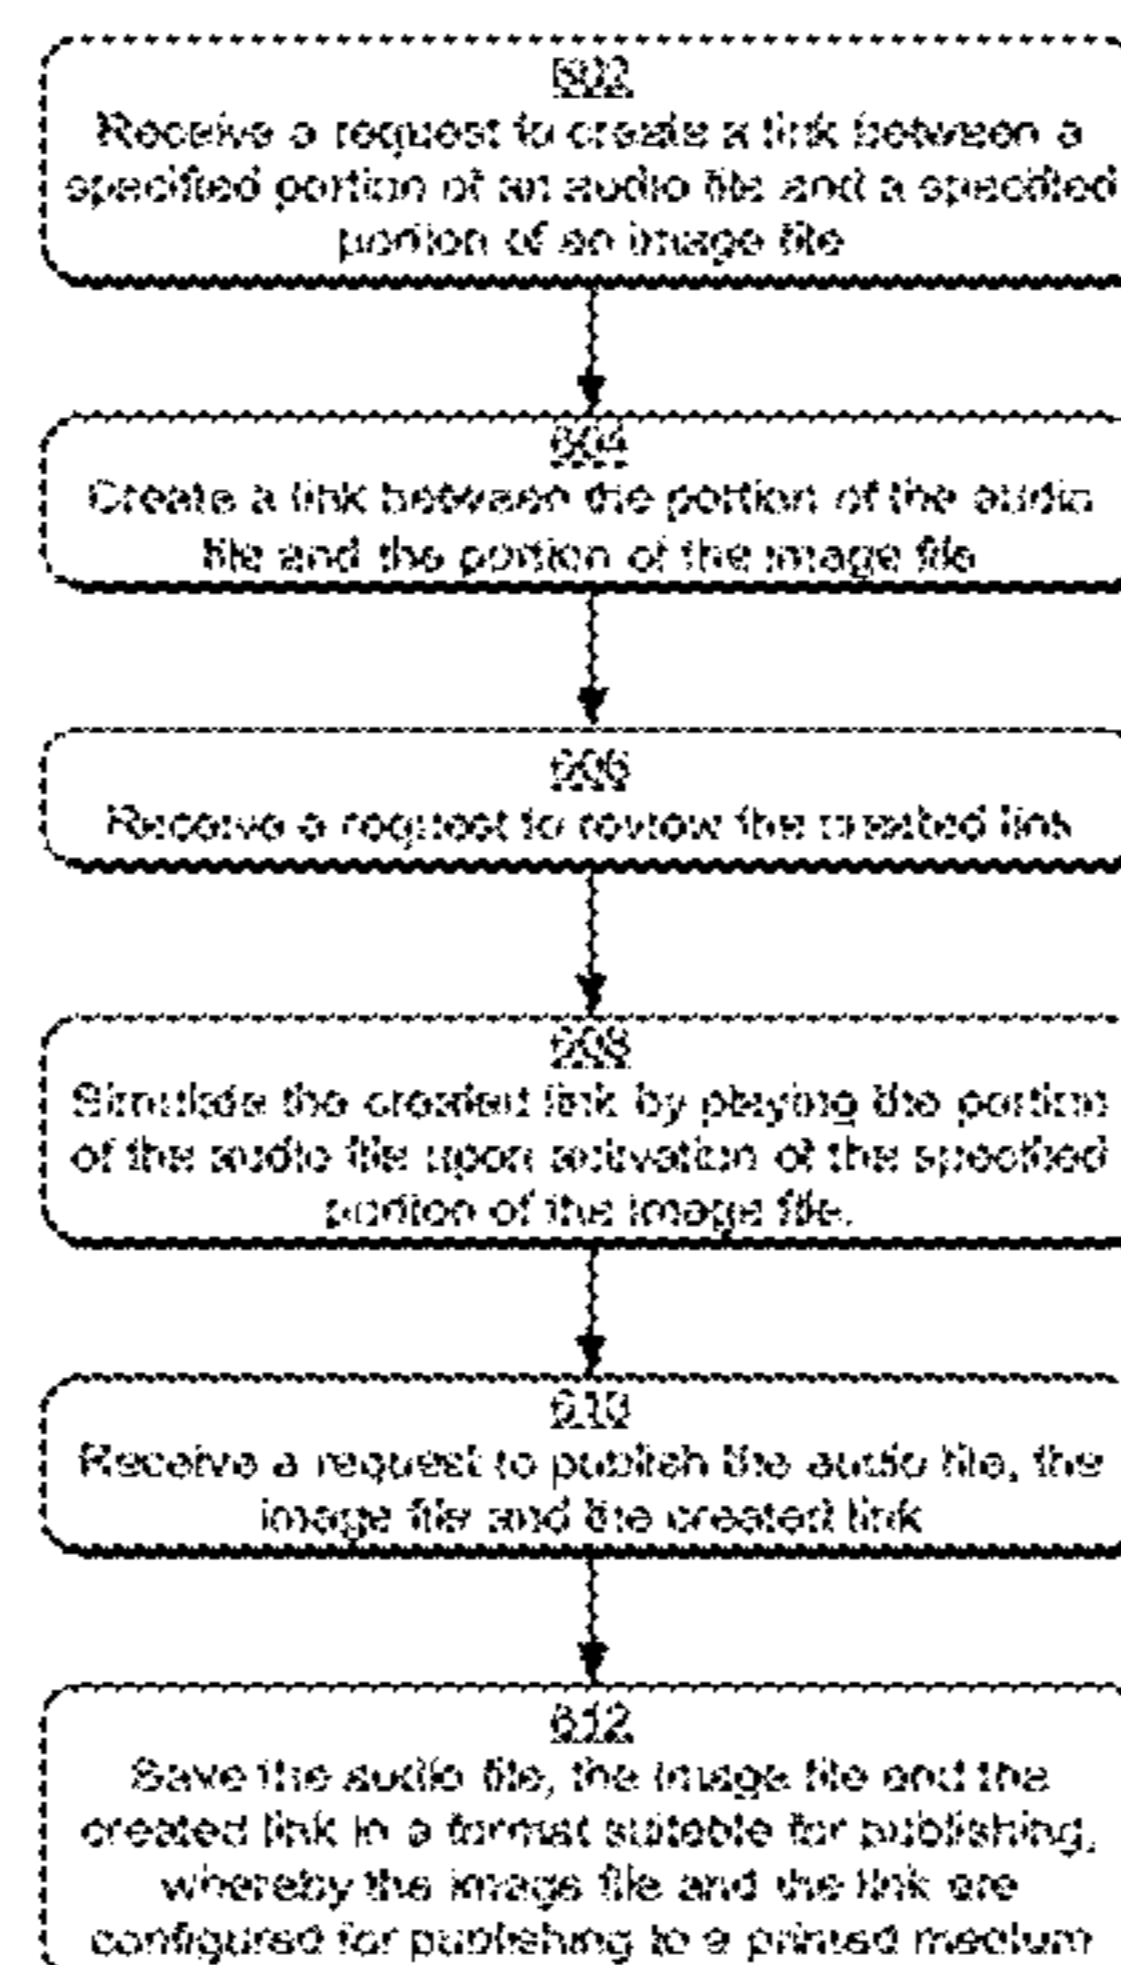 602
Receive a request to create a link between a
specified portion of an audio file and a specified
portion of an image file
604
Create a link between the portion of the audio
file and the portion of the image file
606
Receive a request to review the created link
608
Simulate the created link by playing the portion
of the audio file upon activation of the specified
portion of the image file.
610
Receive a request to publish the audio file, the
image file and the created link
612
Save the audio file, the image file and the
created link in a format suitable for publishing,
whereby the image file and the link are
configured for publishing to a printed medium